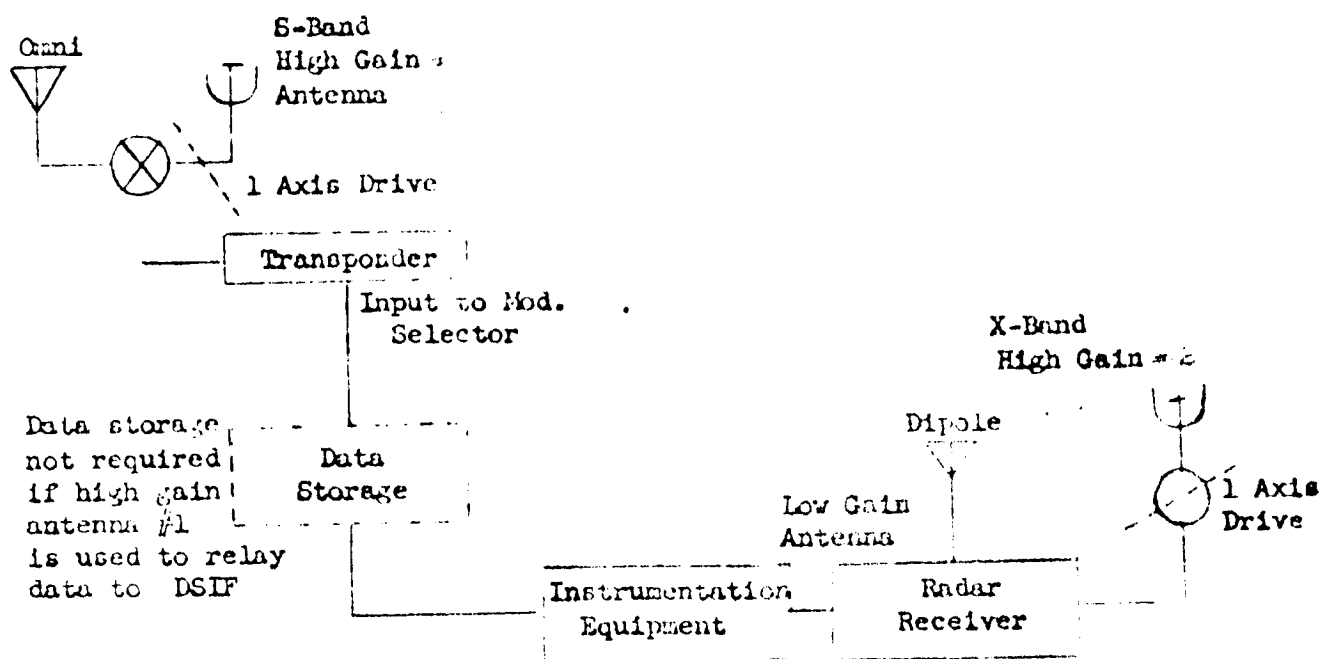 Omni
S-Band
High Gain
Antenna
1 Axis Drive
Transponder
Input to Mod.
Selector
X-Band
High Gain
Dipole
Data storage
not required
if high gain
antenna #1
is used to relay
data to DSIF
Data
Storage
Low Gain
Antenna
1 Axis
Drive
Instrumentation
Equipment
Radar
Receiver